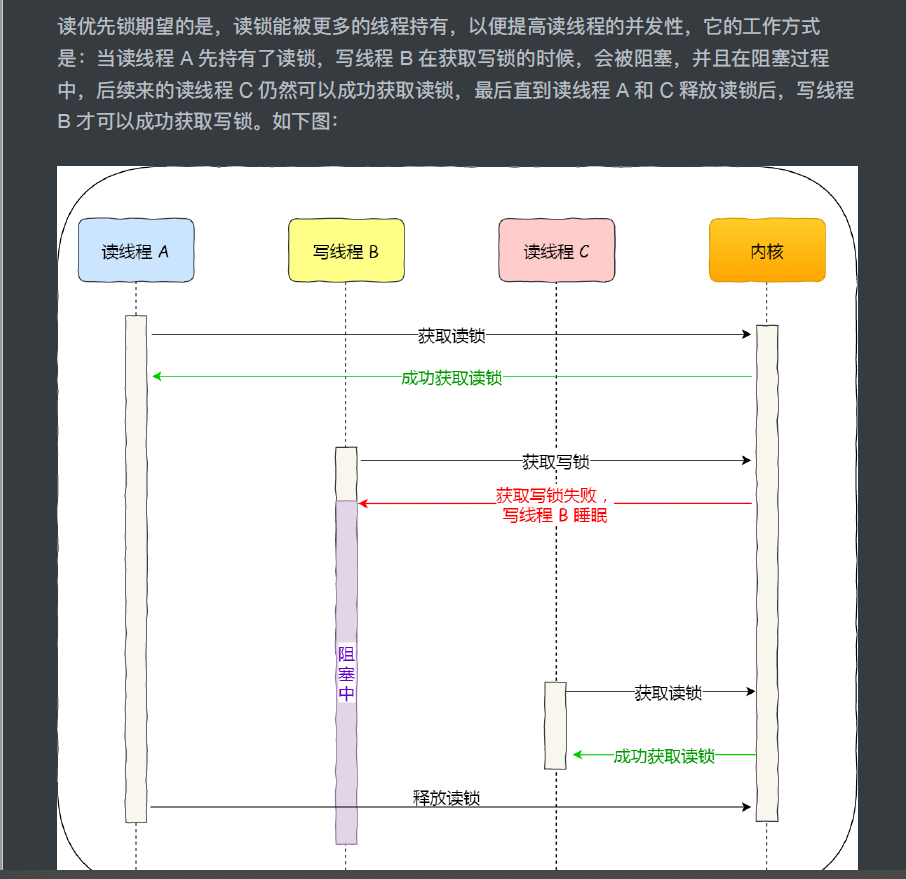 读优先锁期望的是，读锁能被更多的线程持有，以便提高读线程的并发性，它的工作方式
是：当读线程 A 先持有了读锁，写线程 B 在获取写锁的时候，会被阻塞，并且在阻塞过程
中，后续来的读线程 C 仍然可以成功获取读锁，最后直到读线程 A 和 C 释放读锁后，写线程
B 才可以成功获取写锁。如下图：
读线程 A
写线程 B
读线程 C
内核
获取读锁
成功获取读锁
获取写锁
获取写锁失败，
写线程 B 睡眠
阻
塞
中
获取读锁
成功获取读锁
释放读锁